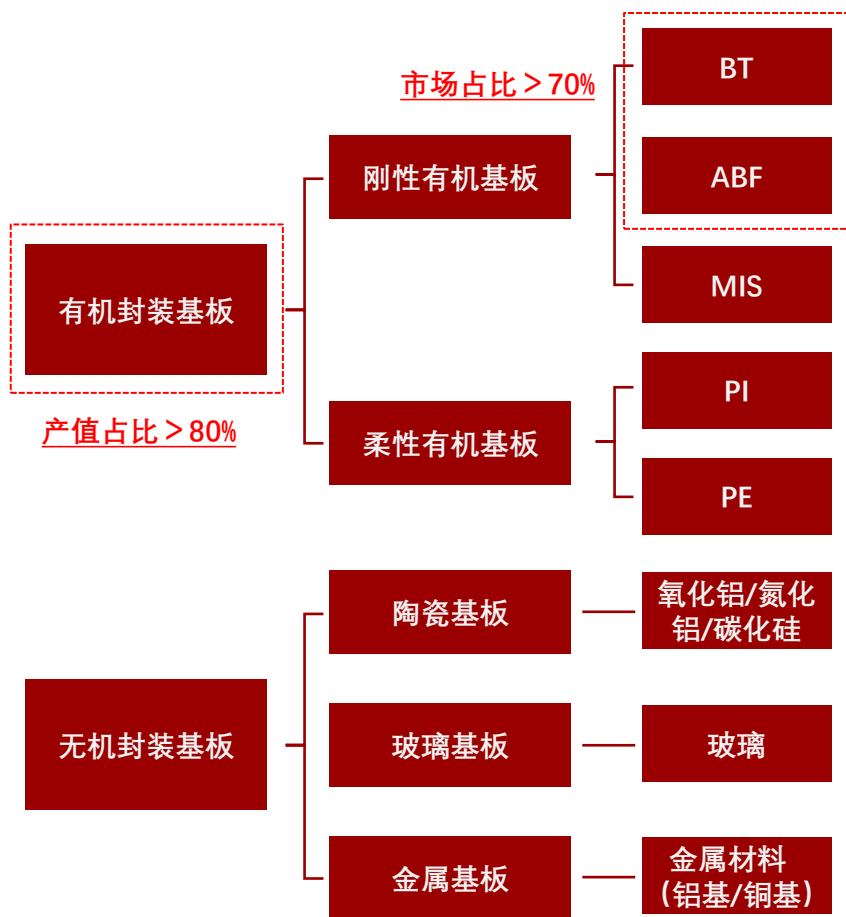 市场占比＞70%
BT
刚性有机基板
ABF
有机封装基板
MIS
产值占比＞80%
PI
柔性有机基板
PE
陶瓷基板
氧化铝/氮化
铝/碳化硅
无机封装基板
玻璃基板
玻璃
金属基板
金属材料
（铝基/铜基）